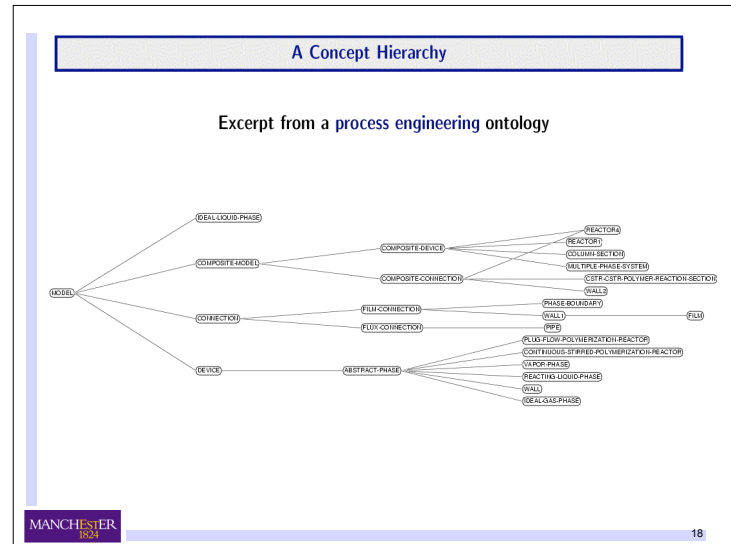 A Concept Hierarchy
Excerpt from a process engineering ontology
MODEL
IDEAL-LIQUID-PHASE
COMPOSITE-MODEL
CONNECTION
DEVICE
COMPOSITE-DEVICE
COMPOSITE-CONNECTION
FILM-CONNECTION
FLUX-CONNECTION
ABSTRACT-PHASE
REACTOR4
REACTOR1
COLUMN-SECTION
MULTIPLE-PHASE-SYSTEM
CSTR-CSTR-POLYMER-REACTION-SECTION
WALL2
PHASE-BOUNDARY
WALL1
FILM
PIPE
PLUG-FLOW-POLYMERIZATION-REACTOR
CONTINUOUS-STIRRED-POLYMERIZATION-REACTOR
VAPOR-PHASE
REACTING-LIQUID-PHASE
WALL
IDEAL-GAS-PHASE
MANCHESTER
1824
18